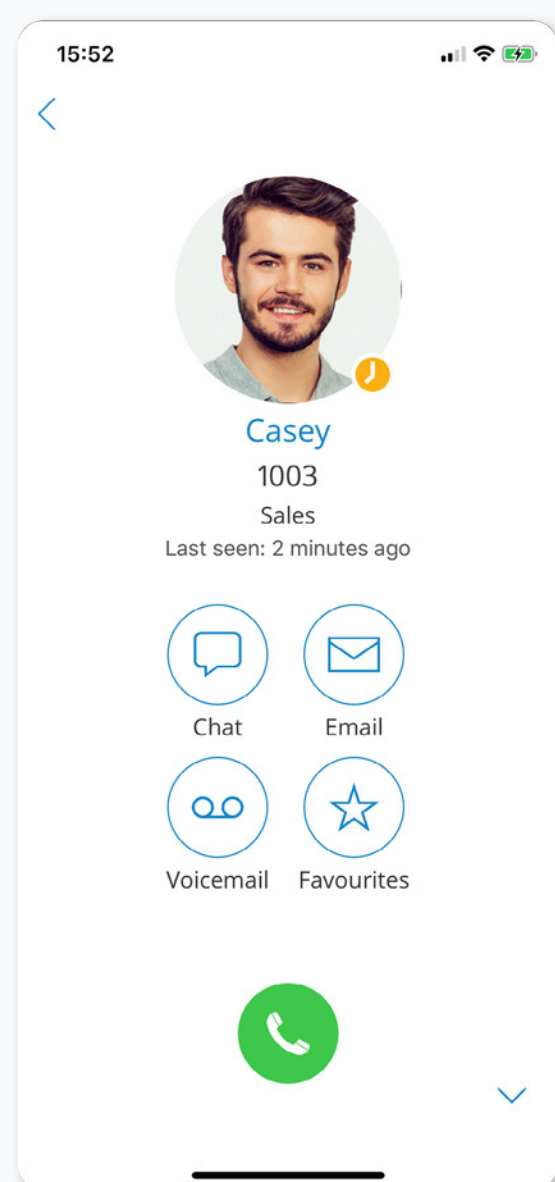 15:52
Casey
1003
Sales
Last seen: 2 minutes ago
Chat
Email
Voicemail
Favourites